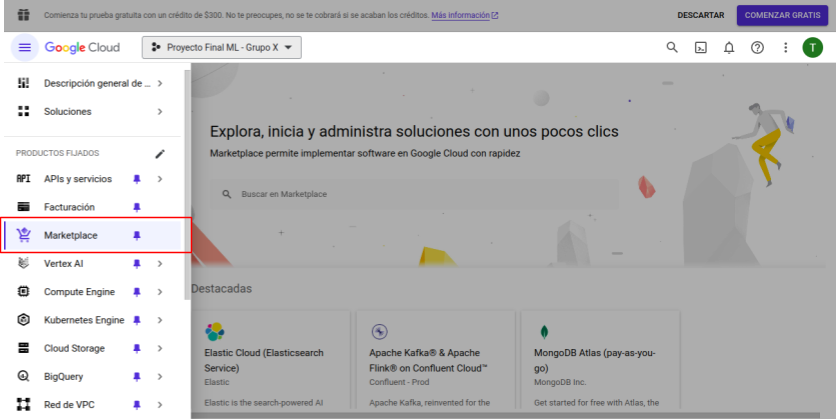 Comienza tu prueba gratuita con un crédito de $300. No te preocupes, no se te cobrará si se acaban los créditos. Más información
DESCARTAR
COMENZAR GRATIS
Google Cloud
Proyecto Final ML - Grupo X
T
Descripción general de ...
Soluciones
PRODUCTOS FIJADOS
API APIs y servicios
Facturación
Marketplace
Vertex AI
Compute Engine
Kubernetes Engine
Cloud Storage
BigQuery
Red de VPC
Explora, inicia y administra soluciones con unos pocos clics
Marketplace permite implementar software en Google Cloud con rapidez
Buscar en Marketplace
Destacadas
Elastic Cloud (Elasticsearch
Service)
Elastic
Elastic is the search-powered AI
Apache Kafka® & Apache
Flink® on Confluent Cloud™
Confluent - Prod
Apache Kafka, reinvented for the
MongoDB Atlas (pay-as-you-
go)
MongoDB Inc.
Get started for free with Atlas, the